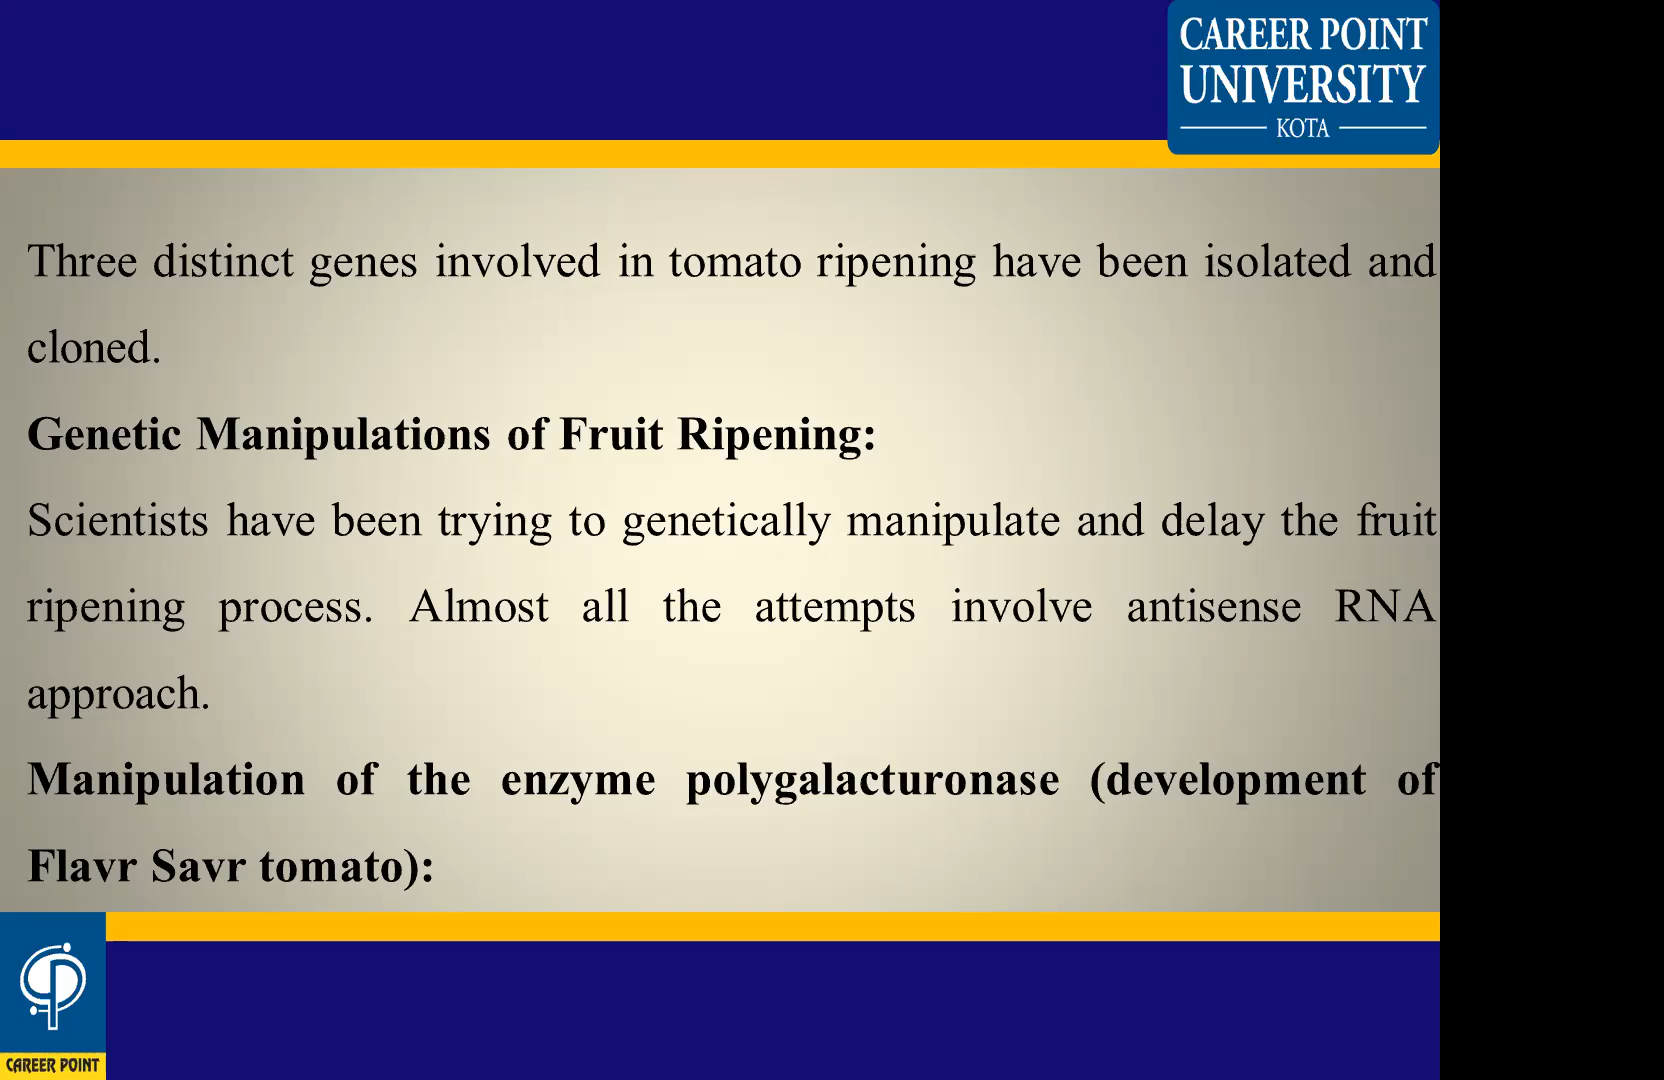 CAREER POINT
UNIVERSITY
KOTA
Three distinct genes involved in tomato ripening have been isolated and
cloned.
Genetic Manipulations of Fruit Ripening:
Scientists have been trying to genetically manipulate and delay the fruit
ripening process. Almost all the attempts involve antisense RNA
approach.
Manipulation of the enzyme polygalacturonase (development of
Flavr Savr tomato):
CAREER POINT